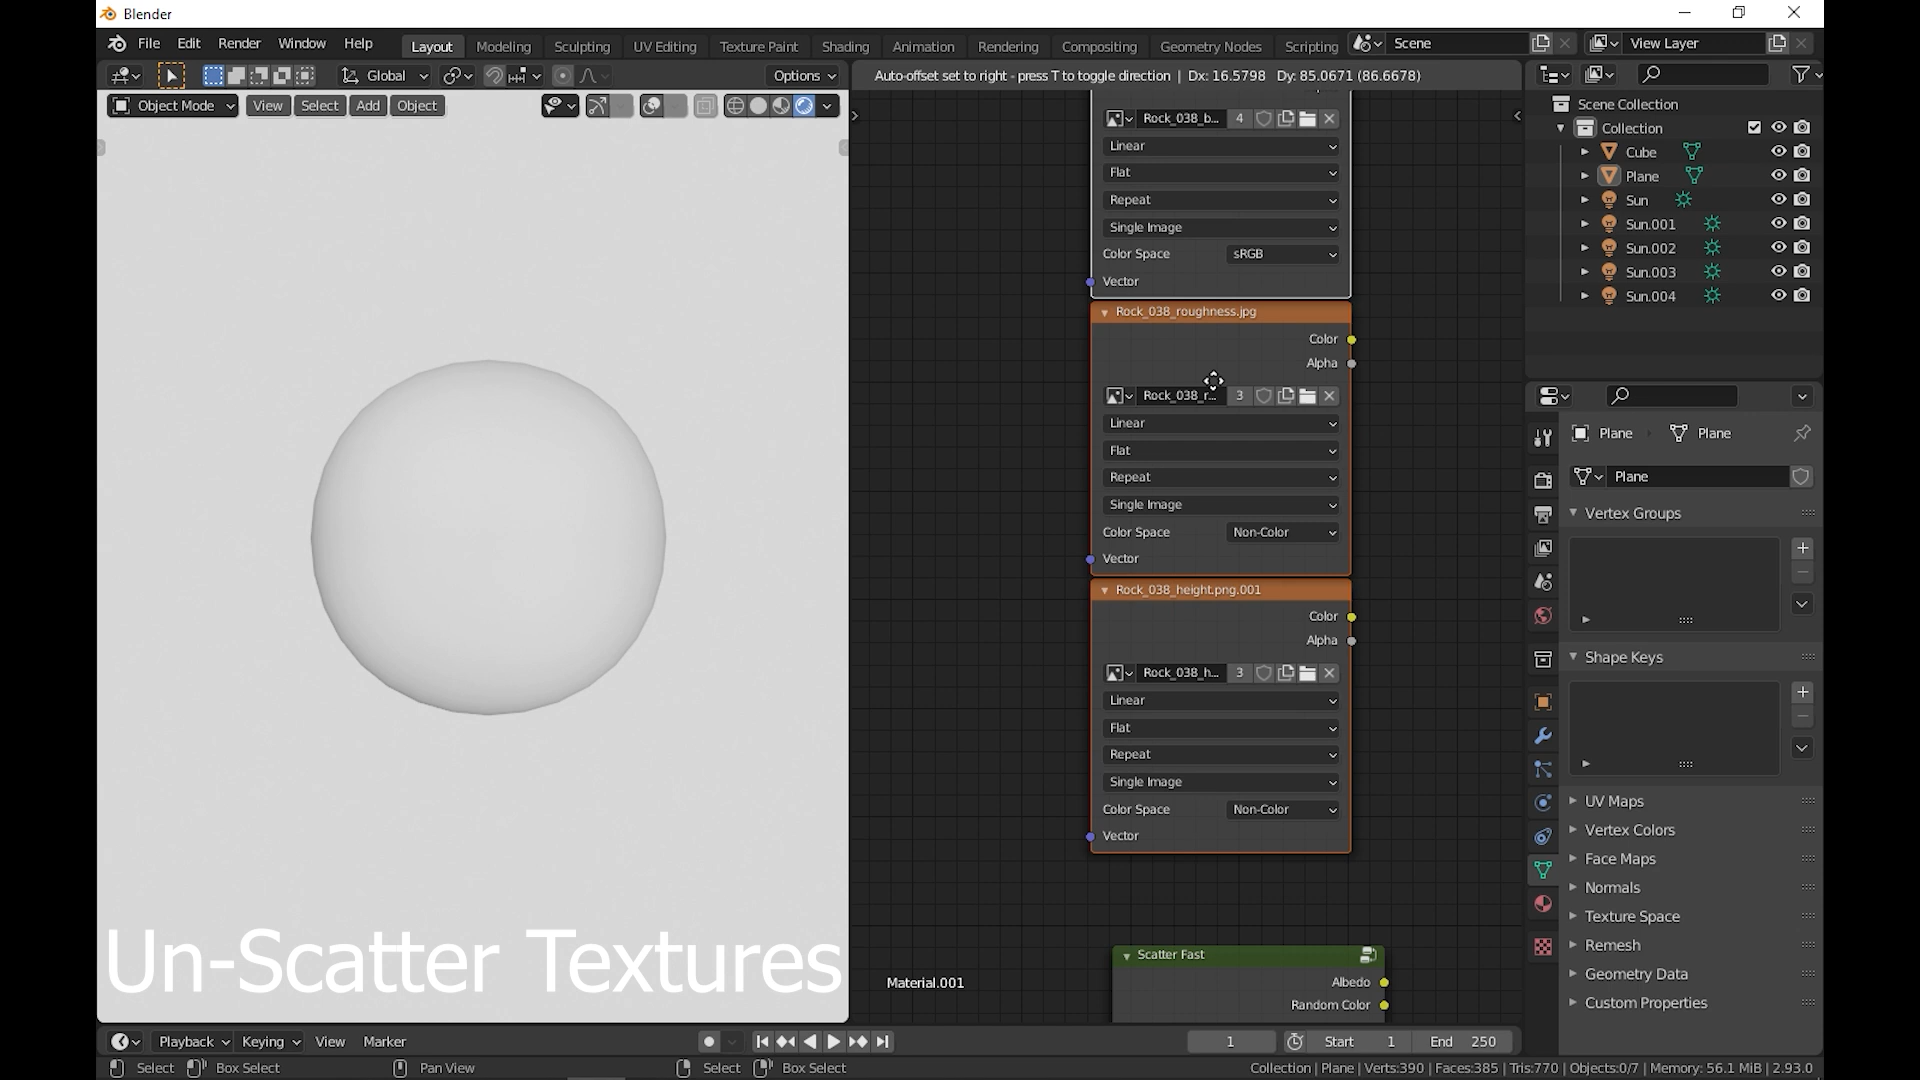 Blender
File Edit Render Window Help Layout Modeling Sculpting UV Editing Texture Paint Shading Animation Rendering Compositing Geometry Nodes Scripting Scene View Layer
Global Options Auto-offset set to right - press T to toggle direction | Dx: 16.5798 Dy: 85.0671 (86.6678)
Object Mode View Select Add Object
Scene Collection
Collection
Cube
Plane
Sun
Sun.001
Sun.002
Sun.003
Sun.004
Rock_038_b... 4
Linear
Flat
Repeat
Single Image
Color Space sRGB
Vector
Rock_038_roughness.jpg
Color
Alpha
Rock_038_r... 3
Linear
Flat
Repeat
Single Image
Color Space Non-Color
Vector
Rock_038_height.png.001
Color
Alpha
Rock_038_h... 3
Linear
Flat
Repeat
Single Image
Color Space Non-Color
Vector
Scatter Fast
Albedo
Random Color
Material.001
Un-Scatter Textures
Plane Plane
Plane
Vertex Groups
Shape Keys
UV Maps
Vertex Colors
Face Maps
Normals
Texture Space
Remesh
Geometry Data
Custom Properties
Playback Keying View Marker 1 Start 1 End 250
Select Box Select Pan View Select Box Select Collection | Plane | Verts:390 | Faces:385 | Tris:770 | Objects:0/7 | Memory: 56.1 MiB | 2.93.0